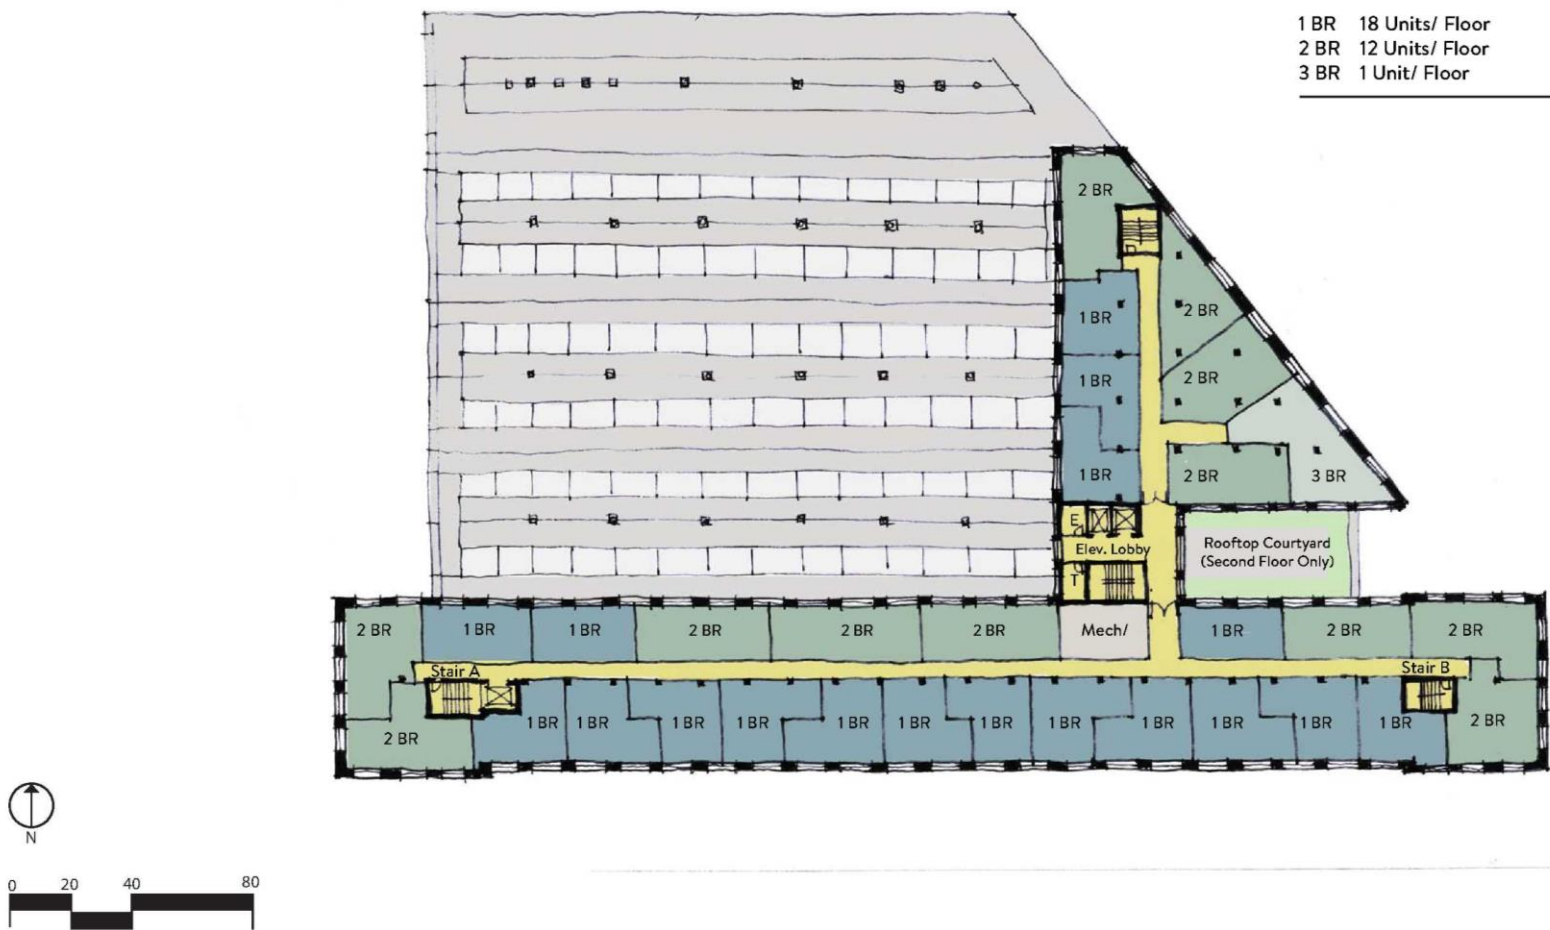 1 BR 18 Units/ Floor
2 BR 12 Units/ Floor
3 BR 1 Unit/ Floor
2 BR
1 BR
2 BR
1 BR
2 BR
1 BR
2 BR
3 BR
E
Elev. Lobby
T
Rooftop Courtyard
(Second Floor Only)
2 BR
1 BR
1 BR
2 BR
2 BR
2 BR
Mech/
1 BR
2 BR
2 BR
Stair A
Stair B
2 BR
1 BR
1 BR
1 BR
1 BR
1 BR
1 BR
1 BR
1 BR
1 BR
1 BR
1 BR
1 BR
2 BR
N
0 20 40 80